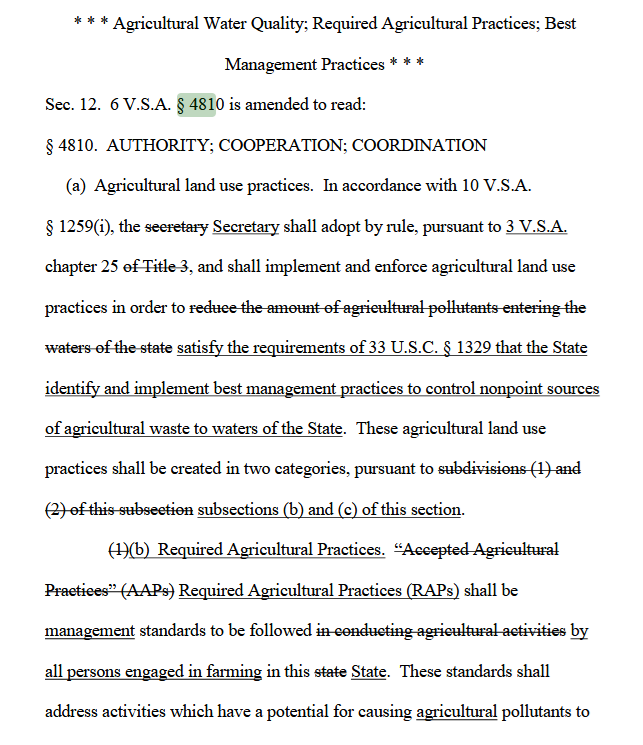 * * * Agricultural Water Quality; Required Agricultural Practices; Best
Management Practices * * *
Sec. 12.  6 V.S.A. § 4810 is amended to read:
§ 4810.  AUTHORITY; COOPERATION; COORDINATION
(a)  Agricultural land use practices.  In accordance with 10 V.S.A.
§ 1259(i), the secretary Secretary shall adopt by rule, pursuant to 3 V.S.A.
chapter 25 of Title 3, and shall implement and enforce agricultural land use
practices in order to reduce the amount of agricultural pollutants entering the
waters of the state satisfy the requirements of 33 U.S.C. § 1329 that the State
identify and implement best management practices to control nonpoint sources
of agricultural waste to waters of the State.  These agricultural land use
practices shall be created in two categories, pursuant to subdivisions (1) and
(2) of this subsection subsections (b) and (c) of this section.
(1)(b)  Required Agricultural Practices.  “Accepted Agricultural
Practices” (AAPs) Required Agricultural Practices (RAPs) shall be
management standards to be followed in conducting agricultural activities by
all persons engaged in farming in this state State.  These standards shall
address activities which have a potential for causing agricultural pollutants to